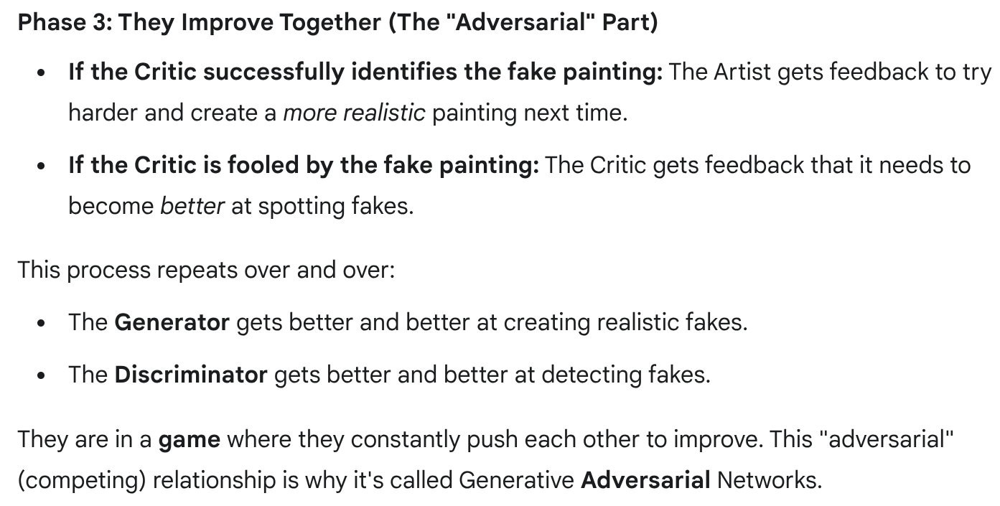 Phase 3: They Improve Together (The "Adversarial" Part)
• If the Critic successfully identifies the fake painting: The Artist gets feedback to try
harder and create a more realistic painting next time.
• If the Critic is fooled by the fake painting: The Critic gets feedback that it needs to
become better at spotting fakes.
This process repeats over and over:
• The Generator gets better and better at creating realistic fakes.
• The Discriminator gets better and better at detecting fakes.
They are in a game where they constantly push each other to improve. This "adversarial"
(competing) relationship is why it's called Generative Adversarial Networks.